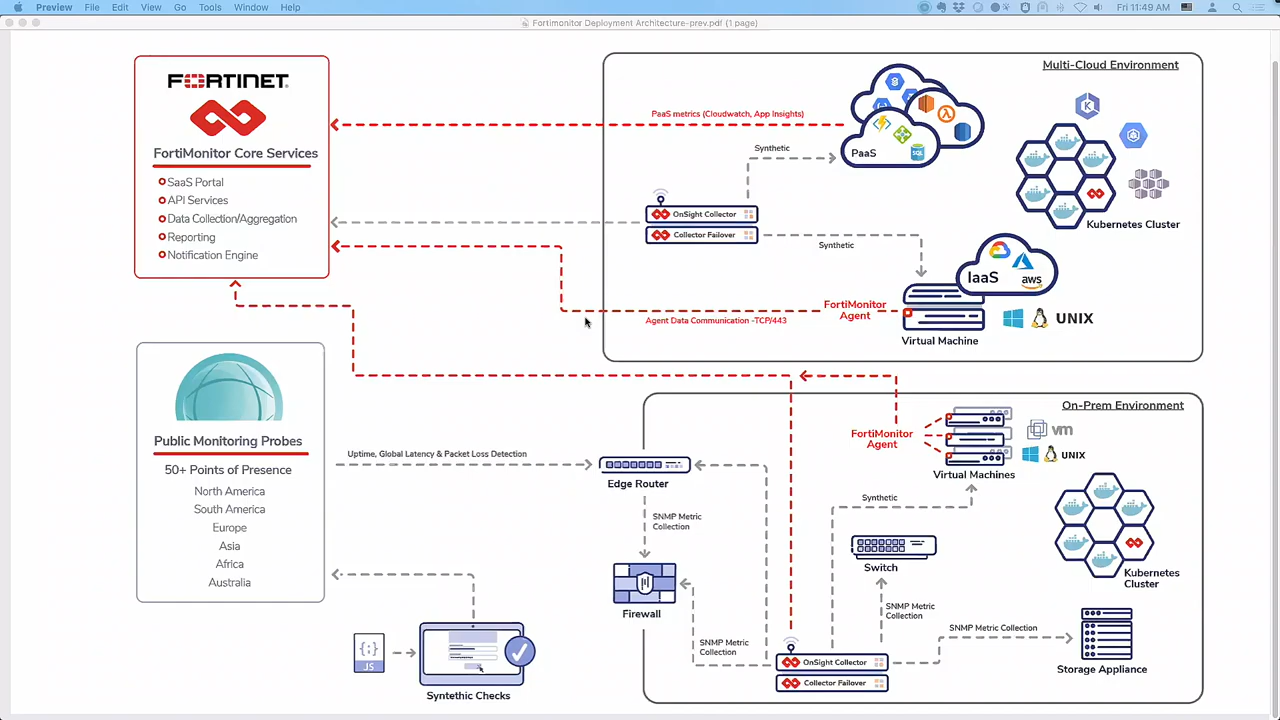 Preview File Edit View Go Tools Window Help
Fri 11:49 AM
Fortimonitor Deployment Architecture-prev.pdf (1 page)
FORTINET
FortiMonitor Core Services
SaaS Portal
API Services
Data Collection/Aggregation
Reporting
Notification Engine
Multi-Cloud Environment
PaaS metrics (Cloudwatch, App Insights)
Synthetic
PaaS
SQL
OnSight Collector
Collector Failover
Synthetic
Kubernetes Cluster
IaaS
aws
FortiMonitor
Agent
Agent Data Communication -TCP/443
UNIX
Virtual Machine
Public Monitoring Probes
50+ Points of Presence
North America
South America
Europe
Asia
Africa
Australia
Uptime, Global Latency & Packet Loss Detection
JS
Syntethic Checks
On-Prem Environment
FortiMonitor
Agent
vm
UNIX
Virtual Machines
Edge Router
SNMP Metric
Collection
Synthetic
Switch
Firewall
SNMP Metric
Collection
SNMP Metric
Collection
SNMP Metric Collection
Kubernetes
Cluster
OnSight Collector
Collector Failover
Storage Appliance